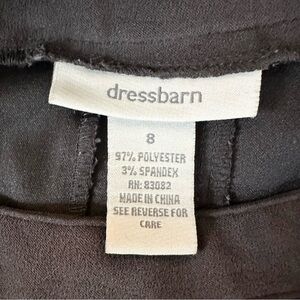 dressbarn
8
97% POLYESTER
3% SPANDEX
RN: 83082
MADE IN CHINA
SEE REVERSE FOR
CARE